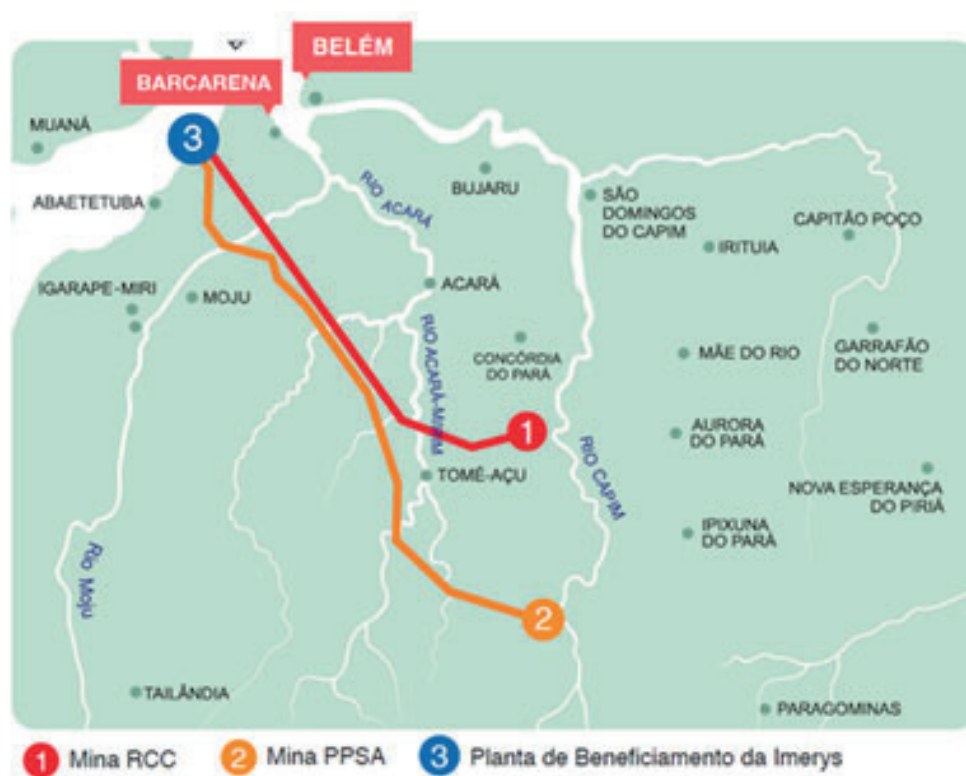 BELÉM
BARCARENA
3
MUANÁ
ABAETETUBA
RIO ACARÁ
BUJARU
SÃO
DOMINGOS
DO CAPIM
CAPITÃO POÇO
IRITUIA
IGARAPE-MIRI
MOJU
ACARÁ
RIO ACARÁ-MIRIM
CONCÓRDIA
DO PARÁ
MÃE DO RIO
GARRAFÃO
DO NORTE
1
AURORA
DO PARÁ
RIO CAPIM
TOMÉ-AÇU
NOVA ESPERANÇA
DO PIRIÁ
IPIXUNA
DO PARÁ
Rio Moju
2
TAILÂNDIA
PARAGOMINAS
1 Mina RCC 2 Mina PPSA 3 Planta de Beneficiamento da Imerys